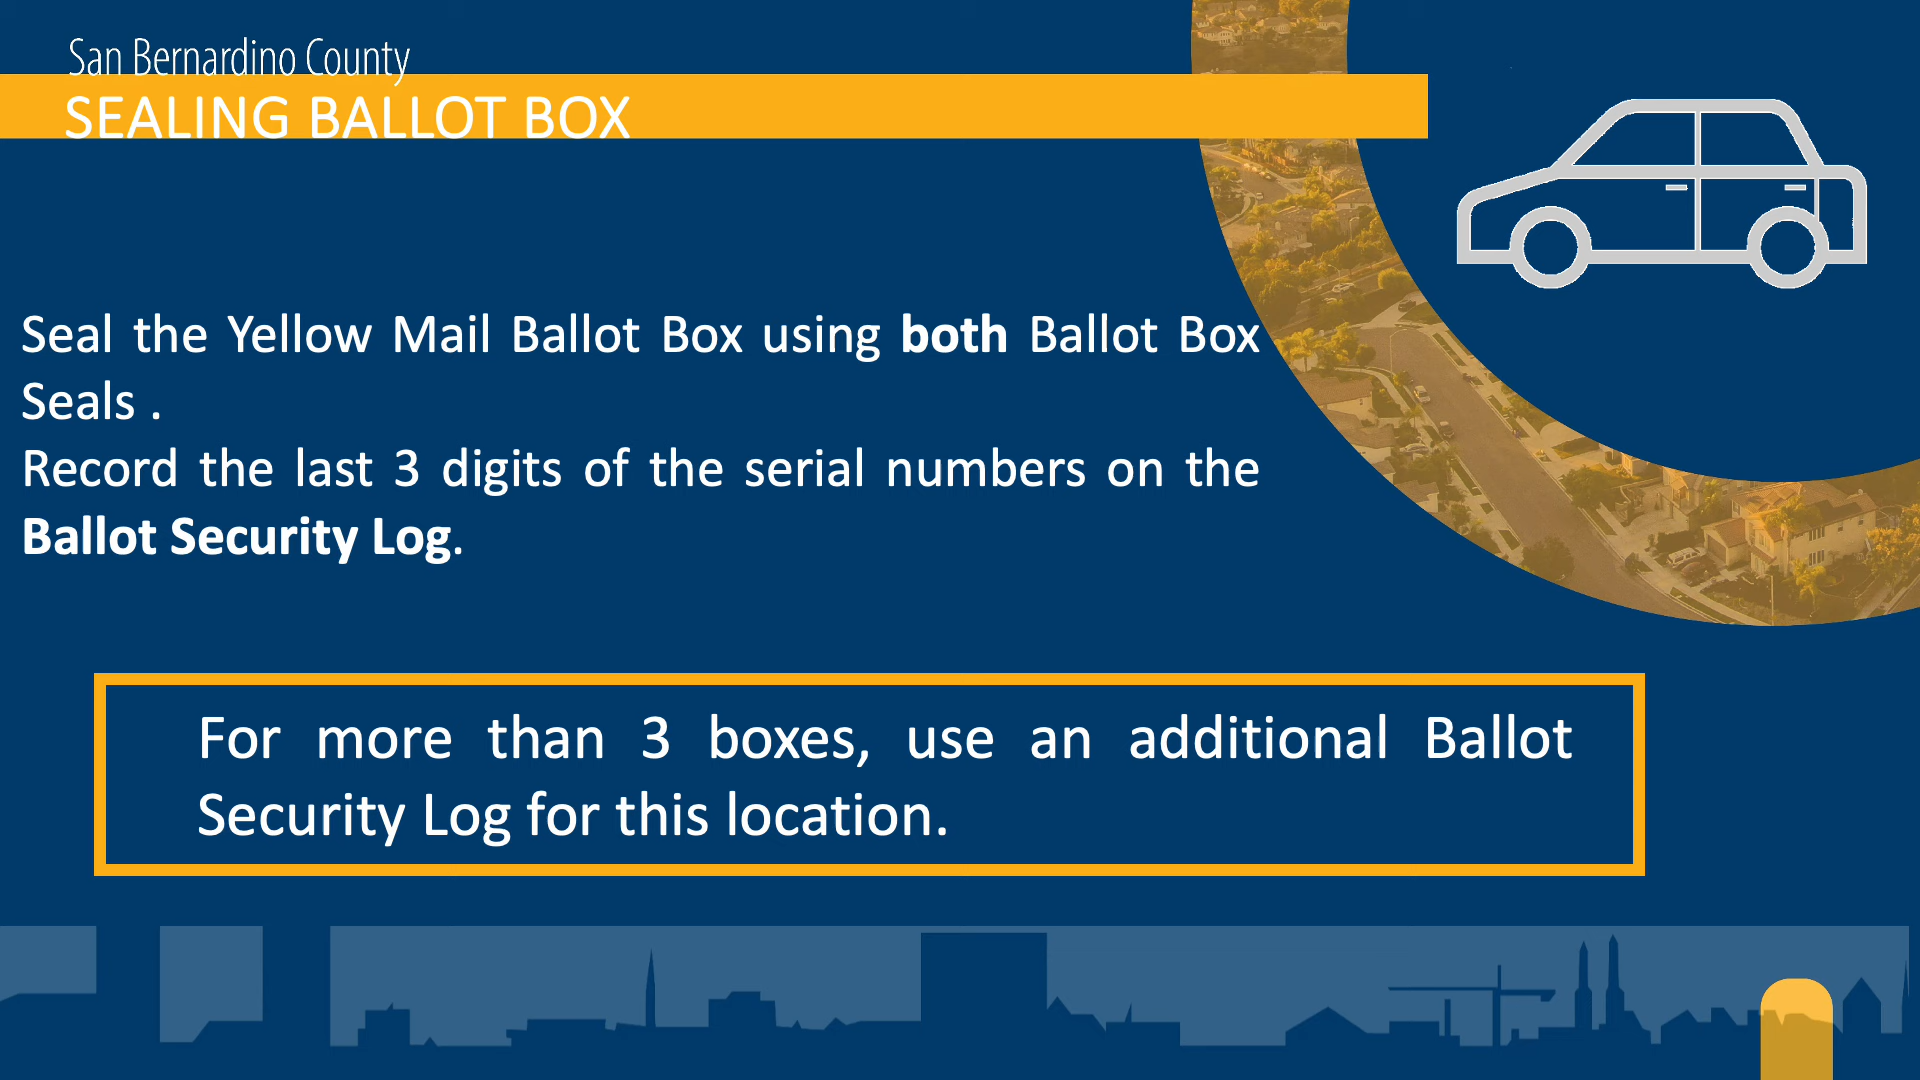 San Bernardino County
SEALING BALLOT BOX
Seal the Yellow Mail Ballot Box using both Ballot Box
Seals .
Record the last 3 digits of the serial numbers on the
Ballot Security Log.
For more than 3 boxes, use an additional Ballot
Security Log for this location.